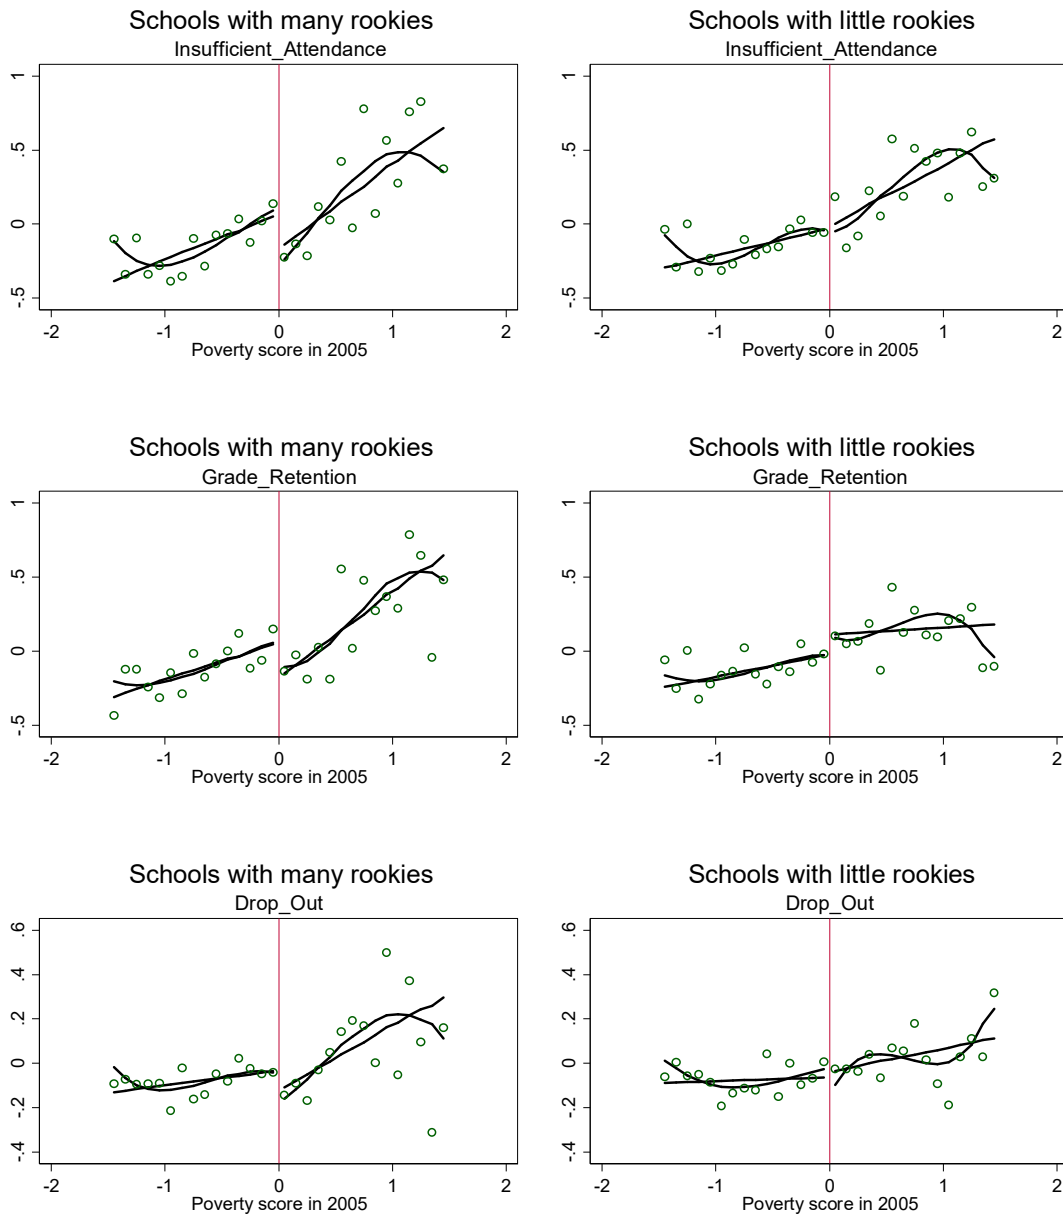 Schools with many rookies
Insufficient_Attendance
1
.5
0
-.5
-2 -1 0 1 2
Poverty score in 2005
Schools with little rookies
Insufficient_Attendance
1
.5
0
-.5
-2 -1 0 1 2
Poverty score in 2005
Schools with many rookies
Grade_Retention
1
.5
0
-.5
-2 -1 0 1 2
Poverty score in 2005
Schools with little rookies
Grade_Retention
1
.5
0
-.5
-2 -1 0 1 2
Poverty score in 2005
Schools with many rookies
Drop_Out
.6
.4
.2
0
-.2
-.4
-2 -1 0 1 2
Poverty score in 2005
Schools with little rookies
Drop_Out
.6
.4
.2
0
-.2
-.4
-2 -1 0 1 2
Poverty score in 2005